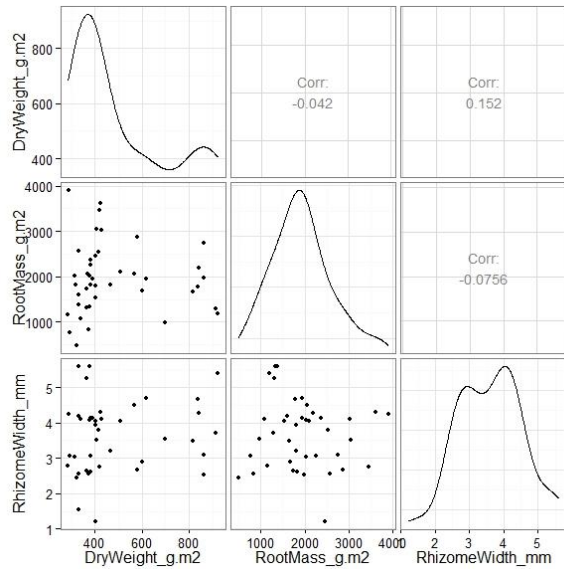 DryWeight_g.m2
800
600
400
Corr:
-0.042
Corr:
0.152
RootMass_g.m2
4000
3000
2000
1000
Corr:
-0.0756
RhizomeWidth_mm
5
4
3
2
1
400 600 800
1000 2000 3000 4000
2 3 4 5
DryWeight_g.m2
RootMass_g.m2
RhizomeWidth_mm